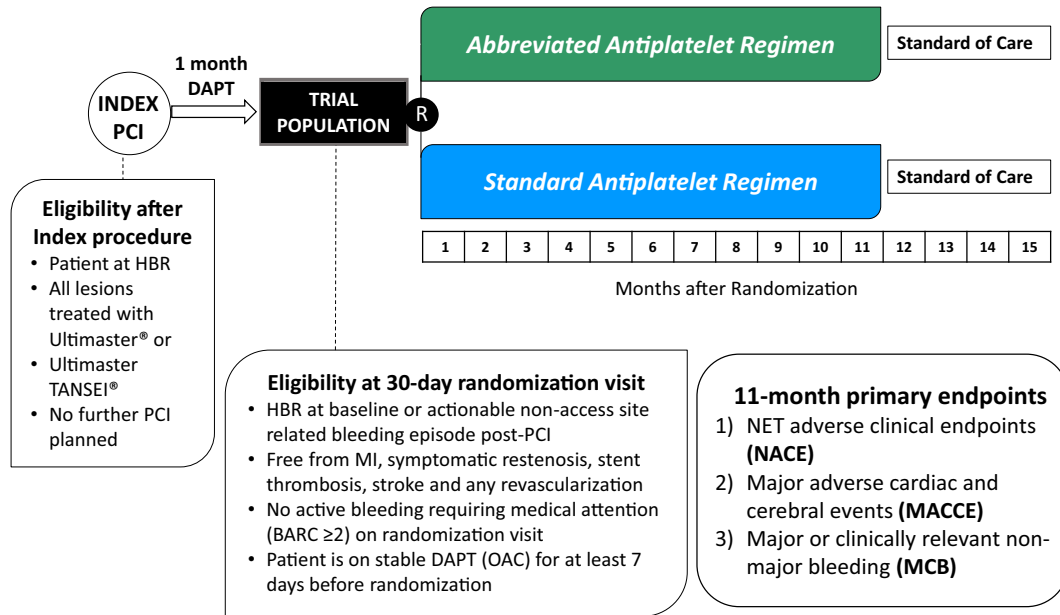 Abbreviated Antiplatelet Regimen
Standard of Care
1 month
DAPT
INDEX
PCI
TRIAL
POPULATION
R
Standard Antiplatelet Regimen
Standard of Care
1 2 3 4 5 6 7 8 9 10 11 12 13 14 15
Months after Randomization
Eligibility after
Index procedure
• Patient at HBR
• All lesions
treated with
Ultimaster® or
• Ultimaster
TANSEI®
• No further PCI
planned
Eligibility at 30-day randomization visit
• HBR at baseline or actionable non-access site
related bleeding episode post-PCI
• Free from MI, symptomatic restenosis, stent
thrombosis, stroke and any revascularization
• No active bleeding requiring medical attention
(BARC ≥2) on randomization visit
• Patient is on stable DAPT (OAC) for at least 7
days before randomization
11-month primary endpoints
1) NET adverse clinical endpoints
(NACE)
2) Major adverse cardiac and
cerebral events (MACCE)
3) Major or clinically relevant non-
major bleeding (MCB)